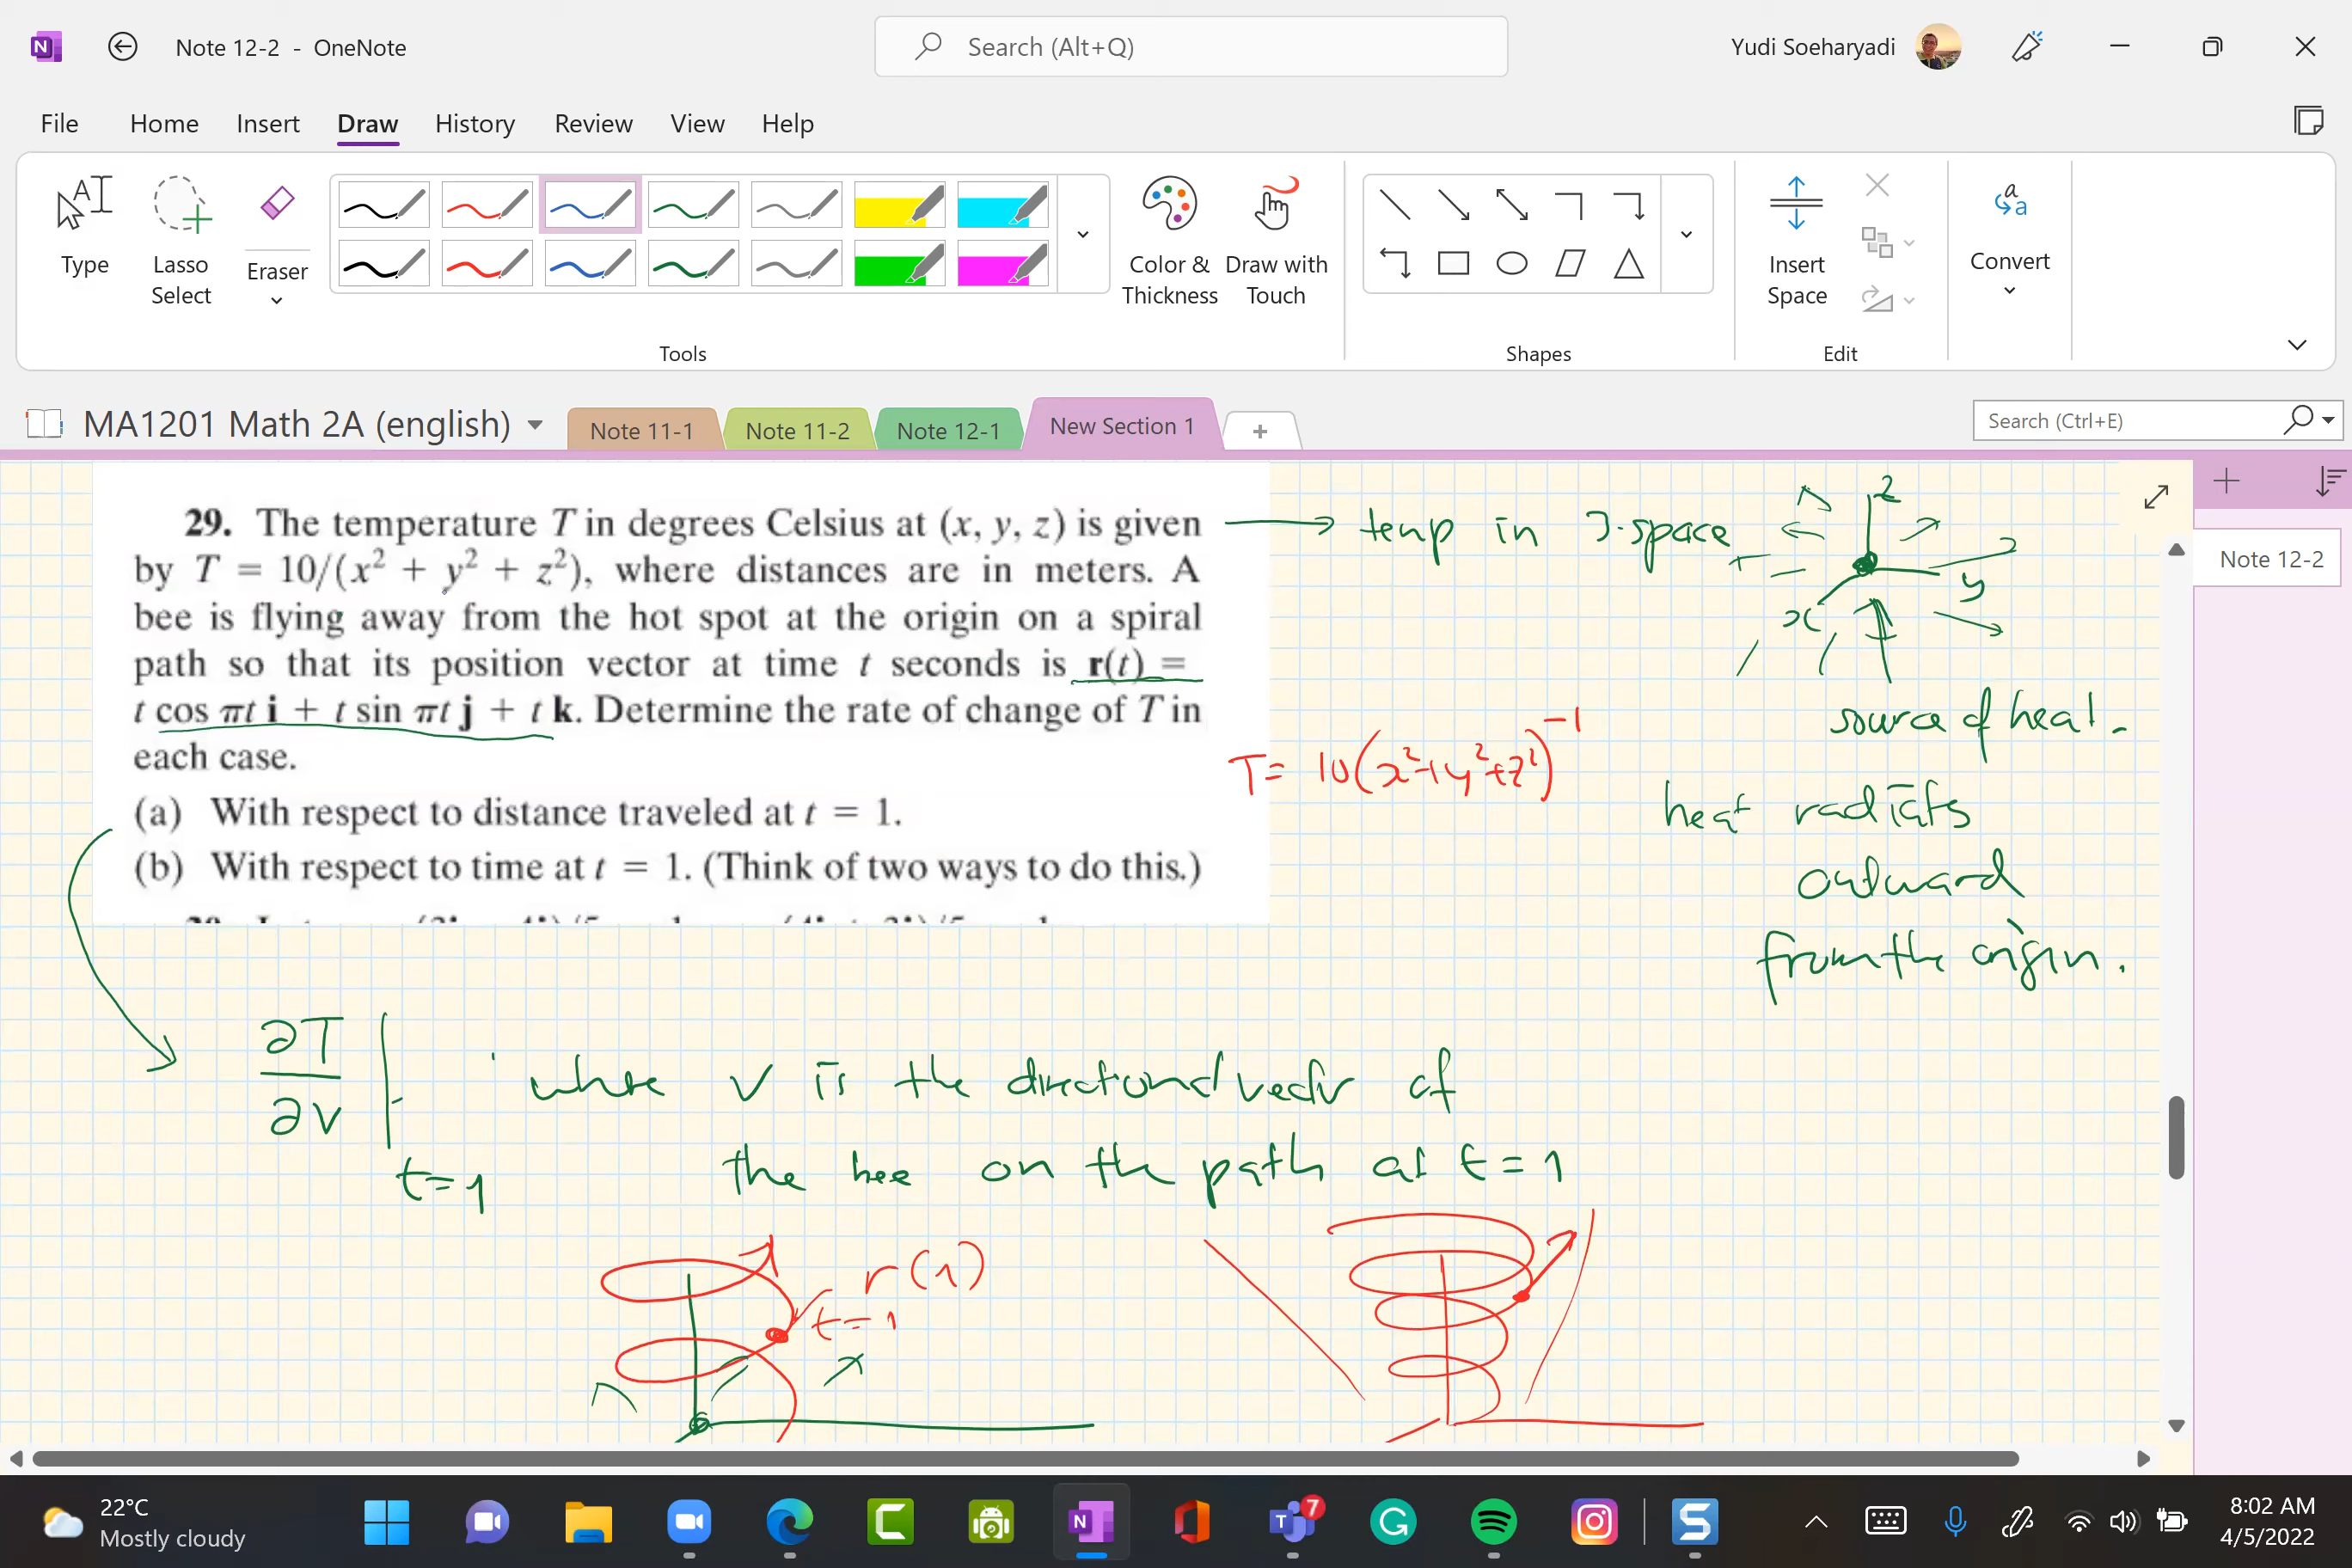 Note 12-2 - OneNote
Search (Alt+Q)
Yudi Soeharyadi
File Home Insert Draw History Review View Help
Type
Lasso Select
Eraser
Color & Thickness
Draw with Touch
Insert Space
Convert
Tools
Shapes
Edit
MA1201 Math 2A (english)
Note 11-1
Note 11-2
Note 12-1
New Section 1
Search (Ctrl+E)
Note 12-2
29. The temperature T in degrees Celsius at (x, y, z) is given
by T = 10/(x² + y² + z²), where distances are in meters. A
bee is flying away from the hot spot at the origin on a spiral
path so that its position vector at time t seconds is r(t) =
t cos πt i + t sin πt j + t k. Determine the rate of change of T in
each case.
(a) With respect to distance traveled at t = 1.
(b) With respect to time at t = 1. (Think of two ways to do this.)
temp in 3-space
z
y
x
source of heat.
T = 10(x²+y²+z²)⁻¹
heat radiats
outward
from the origin.
∂T/∂v | t=1
where v is the directional vector of
the bee on the path at t = 1
r(1)
t=1
22°C
Mostly cloudy
7
8:02 AM
4/5/2022